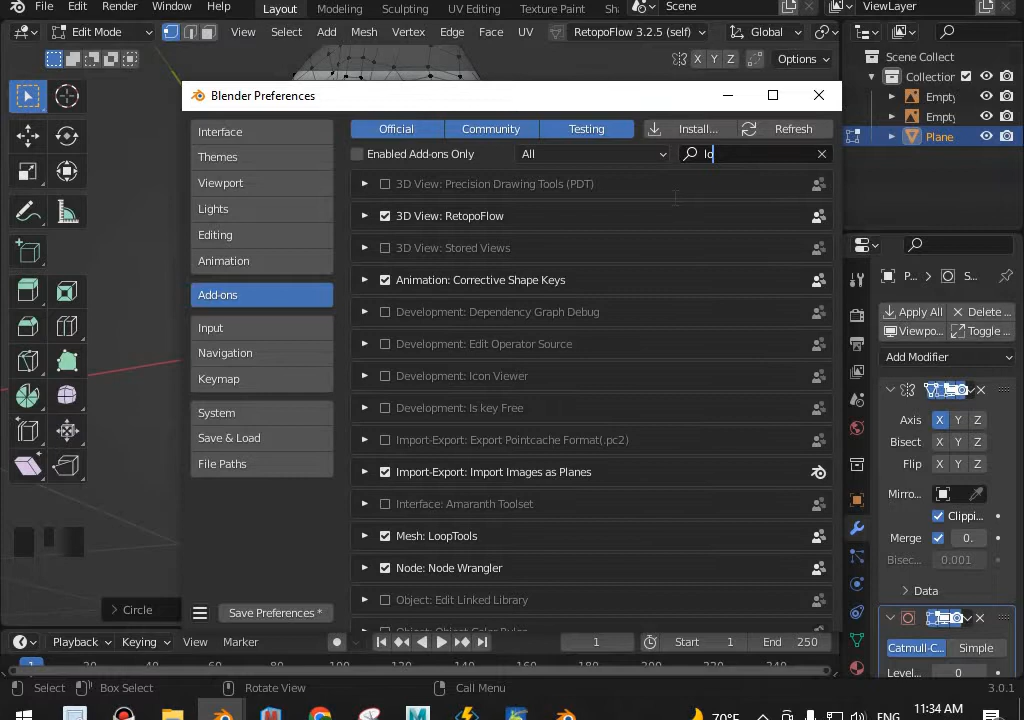 File Edit Render Window Help Layout Modeling Sculpting UV Editing Texture Paint Scene ViewLayer
Edit Mode View Select Add Mesh Vertex Edge Face UV RetopoFlow 3.2.5 (self) Global
X Y Z Options
Scene Collect
Collection
Empty
Empty
Plane
Blender Preferences
Interface
Themes
Viewport
Lights
Editing
Animation
Add-ons
Input
Navigation
Keymap
System
Save & Load
File Paths
Save Preferences *
Official Community Testing Install... Refresh
Enabled Add-ons Only All lo
3D View: Precision Drawing Tools (PDT)
3D View: RetopoFlow
3D View: Stored Views
Animation: Corrective Shape Keys
Development: Dependency Graph Debug
Development: Edit Operator Source
Development: Icon Viewer
Development: Is key Free
Import-Export: Export Pointcache Format(.pc2)
Import-Export: Import Images as Planes
Interface: Amaranth Toolset
Mesh: LoopTools
Node: Node Wrangler
Object: Edit Linked Library
P... > S...
Apply All Delete ...
Viewpo... Toggle ...
Add Modifier
Axis X Y Z
Bisect X Y Z
Flip X Y Z
Mirro...
Clippi...
Merge 0.
Bisec... 0.001
> Data
Catmull-C... Simple
Level... 0
> Circle
Playback Keying View Marker 1 Start 1 End 250
Select Box Select Rotate View Call Menu 3.0.1
70°F ENG 11:34 AM